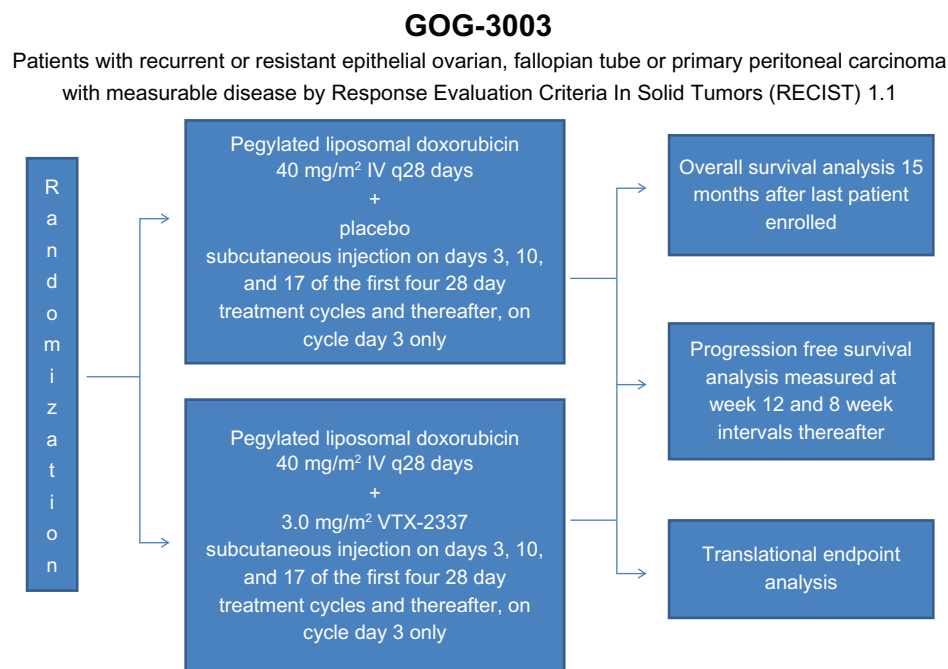 GOG-3003
Patients with recurrent or resistant epithelial ovarian, fallopian tube or primary peritoneal carcinoma
with measurable disease by Response Evaluation Criteria In Solid Tumors (RECIST) 1.1
Randomization
Pegylated liposomal doxorubicin
40 mg/m² IV q28 days
+
placebo
subcutaneous injection on days 3, 10,
and 17 of the first four 28 day
treatment cycles and thereafter, on
cycle day 3 only
Pegylated liposomal doxorubicin
40 mg/m² IV q28 days
+
3.0 mg/m² VTX-2337
subcutaneous injection on days 3, 10,
and 17 of the first four 28 day
treatment cycles and thereafter, on
cycle day 3 only
Overall survival analysis 15
months after last patient
enrolled
Progression free survival
analysis measured at
week 12 and 8 week
intervals thereafter
Translational endpoint
analysis